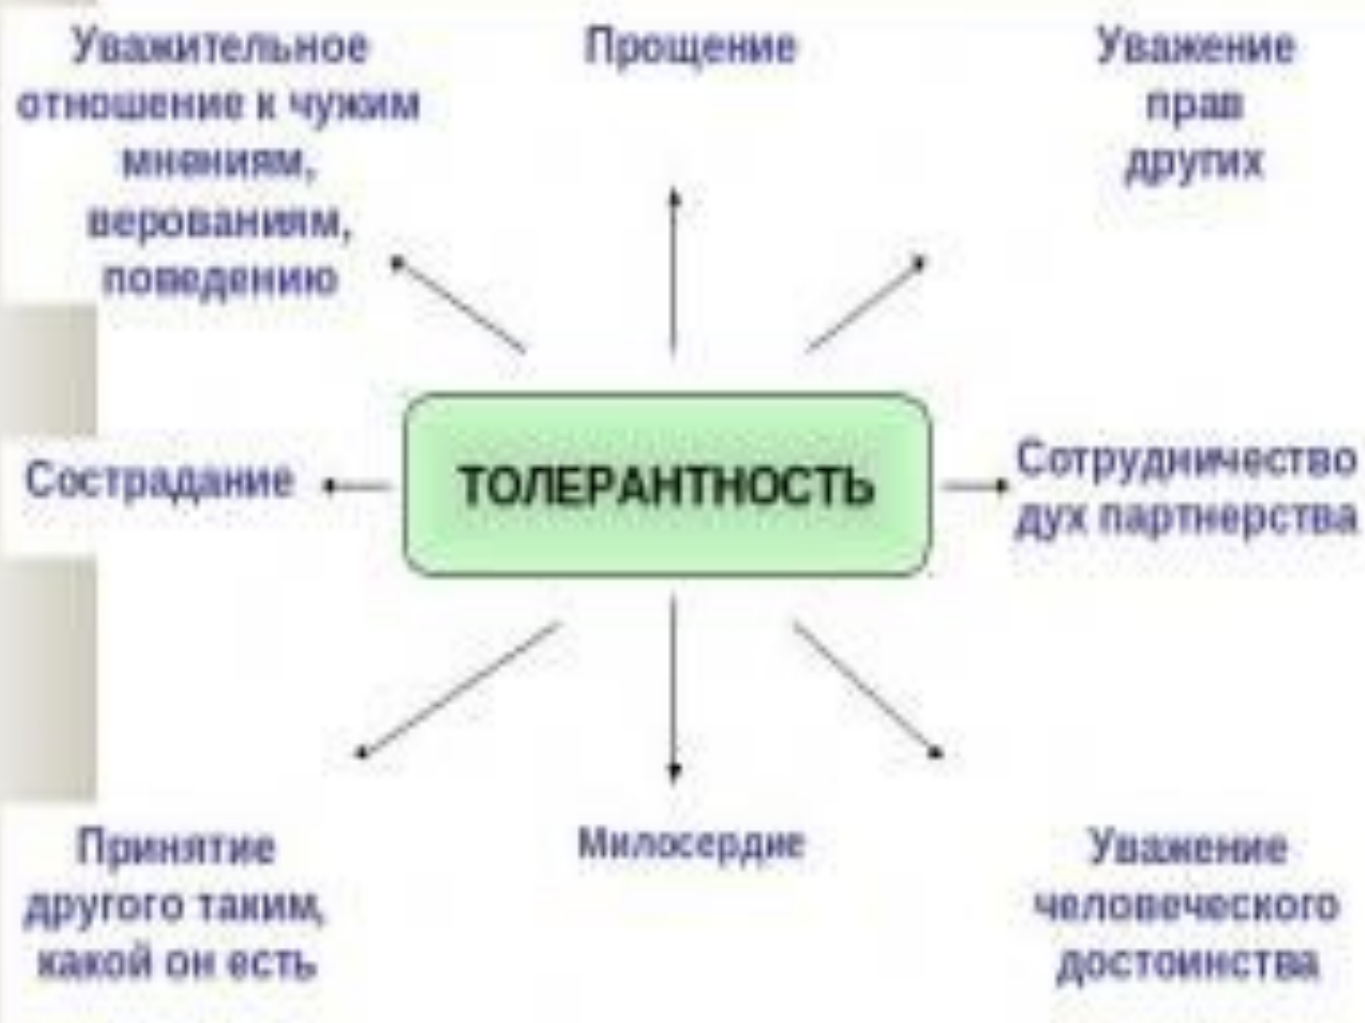 Уважительное
отношение к чужим
мнениям,
верованиям,
поведению
Прощение
Уважение
прав
других
Сострадание
ТОЛЕРАНТНОСТЬ
Сотрудничество
дух партнерства
Принятие
другого таким,
какой он есть
Милосердие
Уважение
человеческого
достоинства